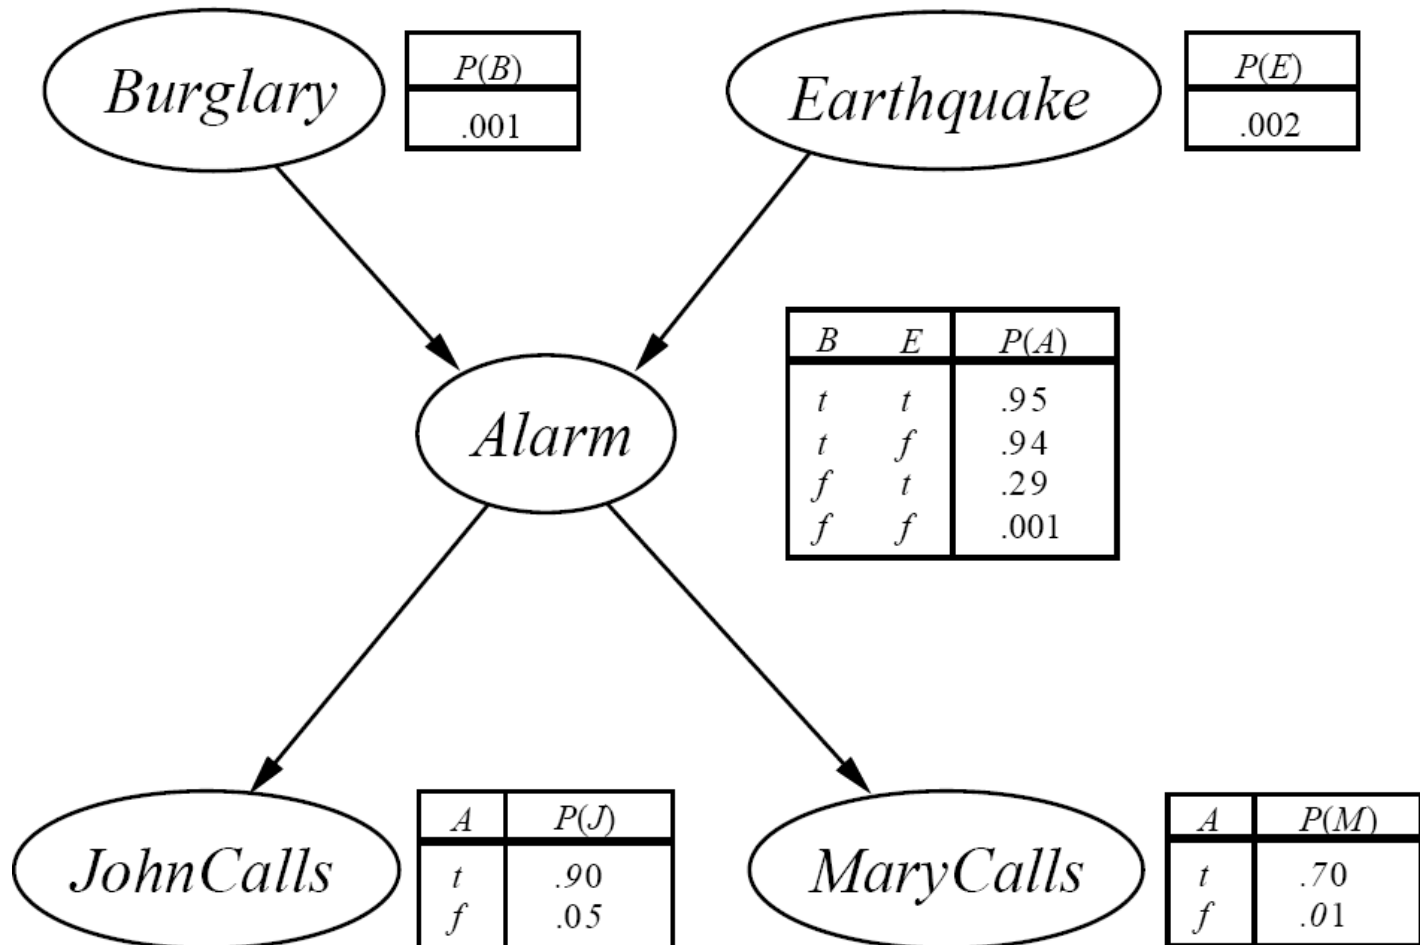 Burglary
P(B)
.001
Earthquake
P(E)
.002
Alarm
B E P(A)
t t .95
t f .94
f t .29
f f .001
JohnCalls
A P(J)
t .90
f .05
MaryCalls
A P(M)
t .70
f .01